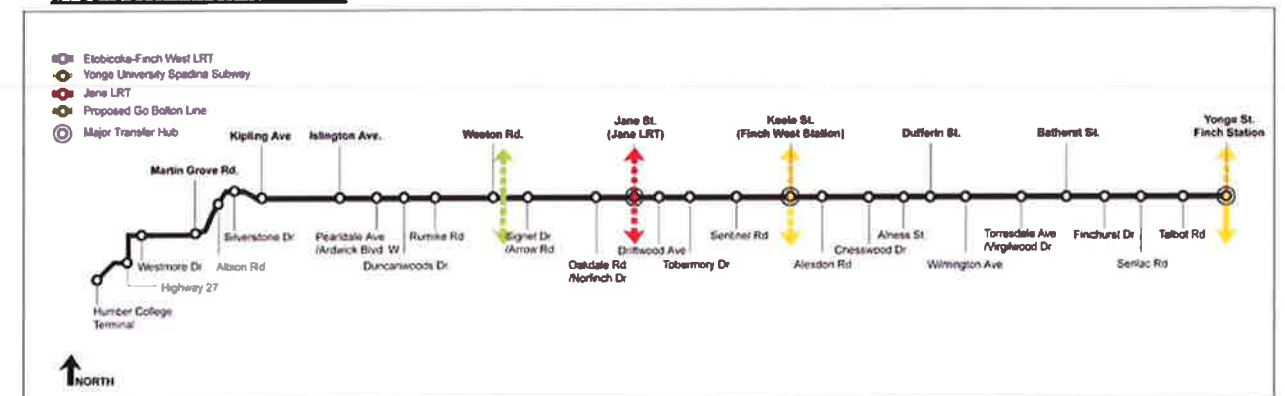 Etobicoke-Finch West LRT
Yonge University Spadina Subway
Jane LRT
Proposed Go Bolton Line
Major Transfer Hub
Martin Grove Rd.
Kipling Ave
Islington Ave.
Weston Rd.
Jane St.
(Jane LRT)
Keele St.
(Finch West Station)
Dufferin St.
Bathurst St.
Yonge St.
Finch Station
Humber College
Terminal
Highway 27
Westmore Dr
Albion Rd
Silverstone Dr
Pearldale Ave
/Ardwick Blvd W
Duncanwoods Dr
Rumike Rd
Signet Dr
/Arrow Rd
Oakdale Rd
/Norfinch Dr
Driftwood Ave
Tobermory Dr
Sentinel Rd
Alexdon Rd
Chesswood Dr
Alness St
Wilmington Ave
Torresdale Ave
/Virgilwood Dr
Finchurst Dr
Senlac Rd
Talbot Rd
NORTH